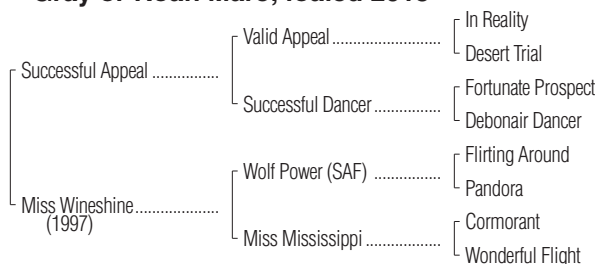 Gray or Roan Mare; foaled
In Reality
Valid Appeal
Desert Trial
Successful Appeal
Fortunate Prospect
Successful Dancer
Debonair Dancer
Flirting Around
Wolf Power (SAF)
Pandora
Miss Wineshine
(1997)
Cormorant
Miss Mississippi
Wonderful Flight